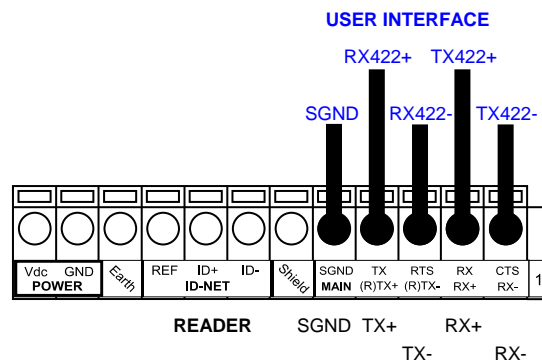 USER INTERFACE
RX422+ TX422+
SGND RX422- TX422-
Vdc GND Earth REF ID+ ID- Shield SGND TX RTS RX CTS 1
POWER ID-NET MAIN (R)TX+ (R)TX- RX+ RX-
READER SGND TX+ RX+
TX- RX-